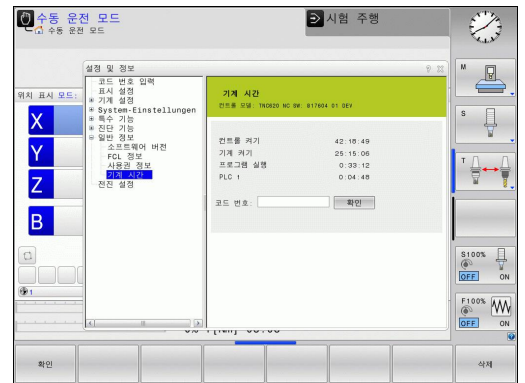 수동 운전 모드
수동 운전 모드
시험 주행
설정 및 정보
위치 표시 모드:
X
Y
Z
B
코드 번호 입력
표시 설정
기계 설정
System-Einstellungen
특수 기능
진단 기능
일반 정보
소프트웨어 버전
FCL 정보
사용권 정보
기계 시간
전진 설정
기계 시간
컨트롤 모델: TNC620 NC SW: 817604 01 DEV
컨트롤 켜기 42:18:49
기계 켜기 25:15:06
프로그램 실행 0:33:12
PLC ! 0:04:48
코드 번호:
확인
1
M
S
T
S100%
OFF ON
F100%
OFF ON
확인
삭제